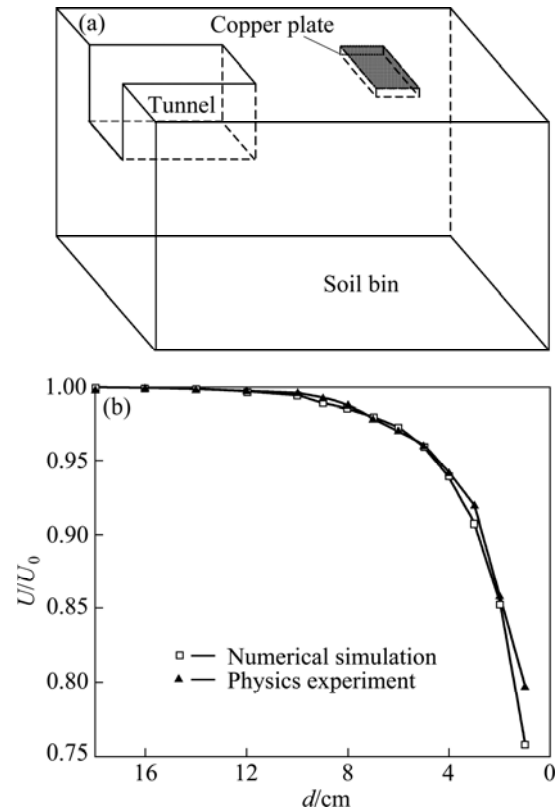 (a)
Copper plate
Tunnel
Soil bin
(b)
1.00
0.95
0.90
0.85
0.80
0.75
U/U₀
Numerical simulation
Physics experiment
16 12 8 4 0
d/cm